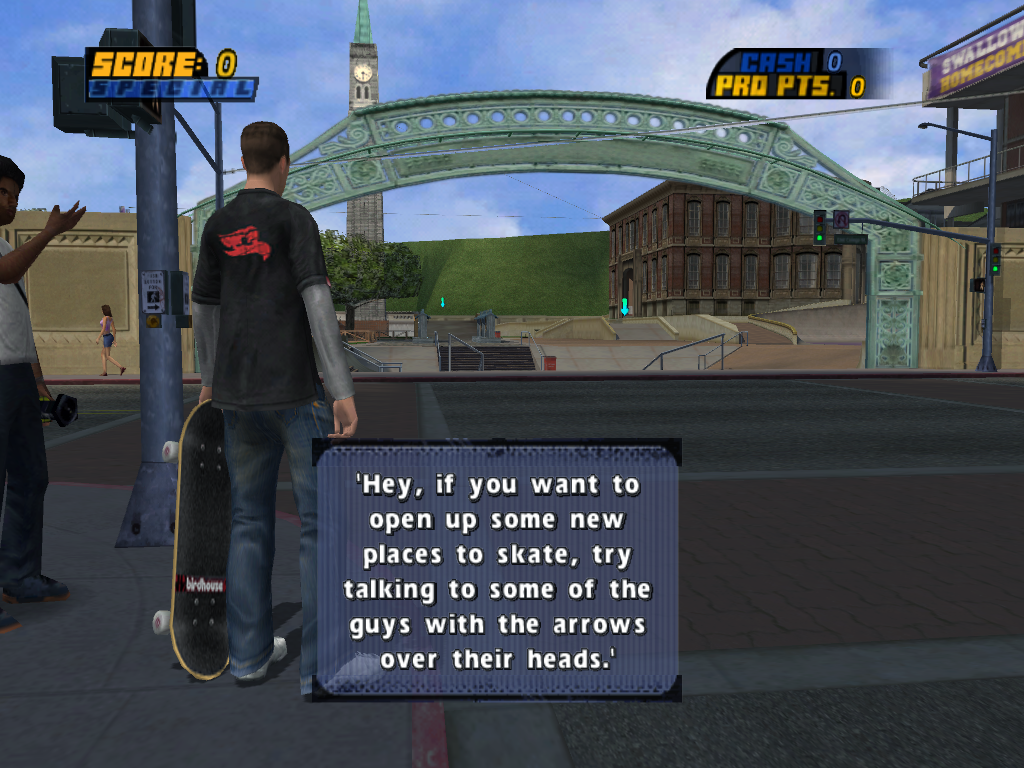 SCORE: 0
SPECIAL
CASH 0
PRO PTS. 0
SWALLOW
HOMECOMI
birdhouse
'Hey, if you want to
open up some new
places to skate, try
talking to some of the
guys with the arrows
over their heads.'